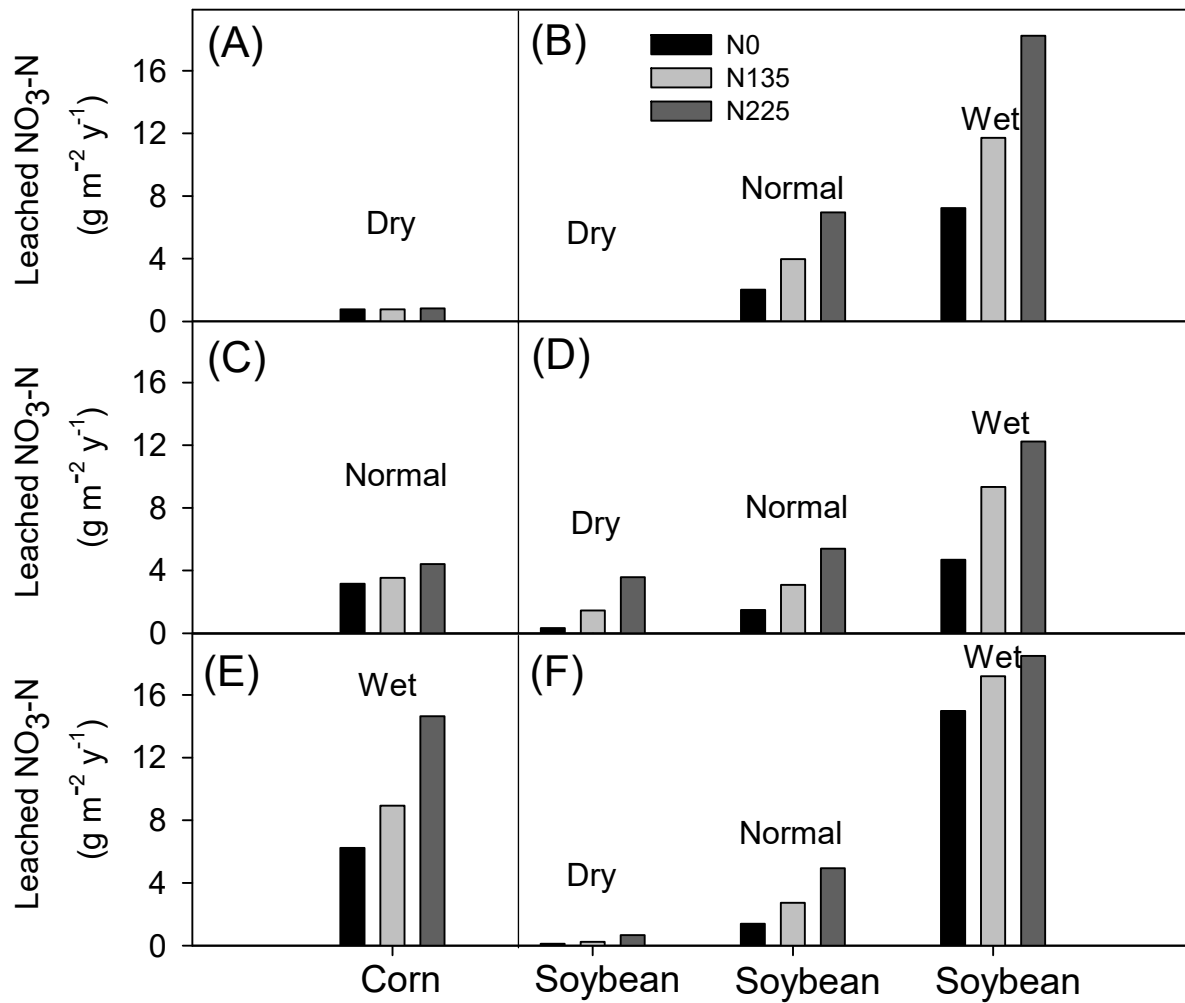 Leached NO3-N
(g m-2 y-1)
16
12
8
4
0
(A)
Dry
(B)
N0
N135
N225
Dry
Normal
Wet
Leached NO3-N
(g m-2 y-1)
16
12
8
4
0
(C)
Normal
(D)
Dry
Normal
Wet
Leached NO3-N
(g m-2 y-1)
16
12
8
4
0
(E)
Wet
(F)
Dry
Normal
Wet
Corn
Soybean
Soybean
Soybean